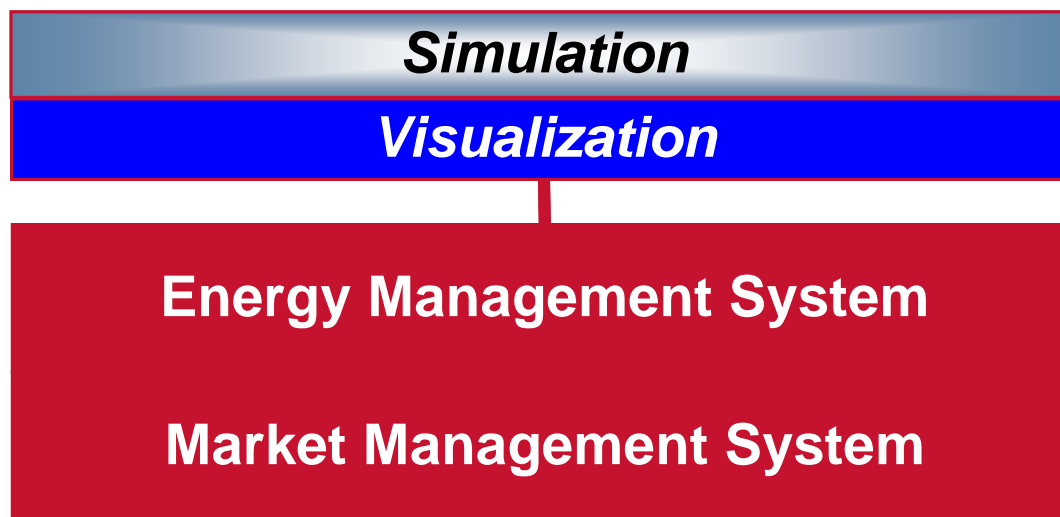 Simulation
Visualization
Energy Management System
Market Management System